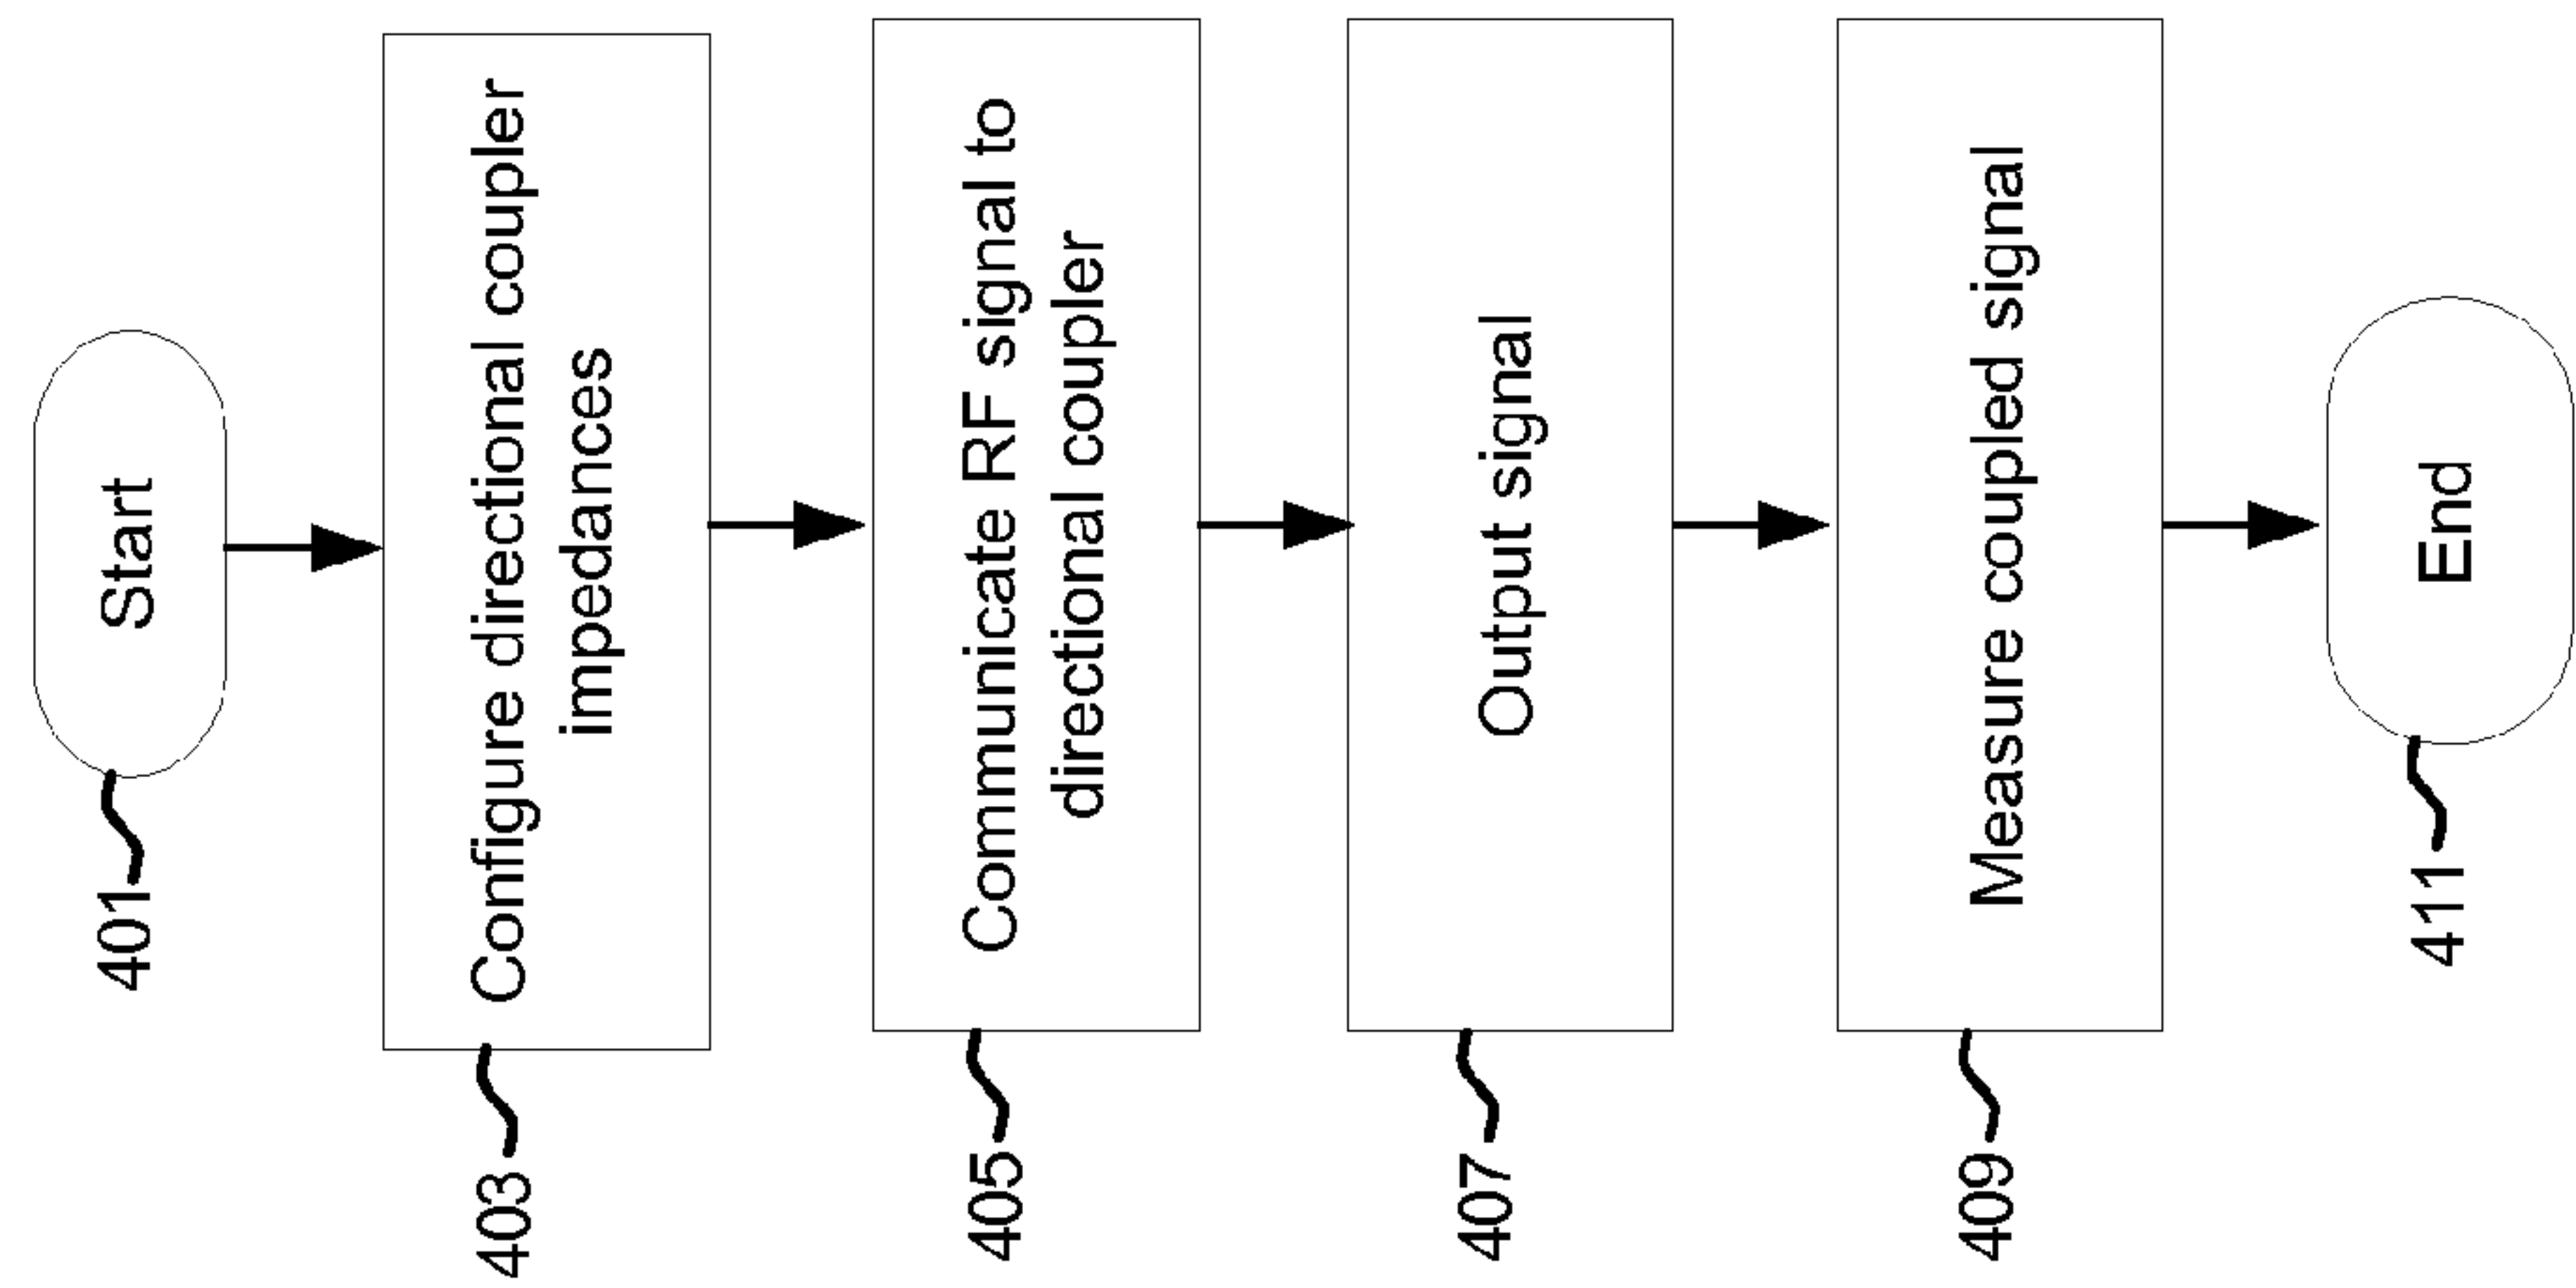 401
Start
403
Configure directional coupler
impedances
405
Communicate RF signal to
directional coupler
407
Output signal
409
Measure coupled signal
411
End